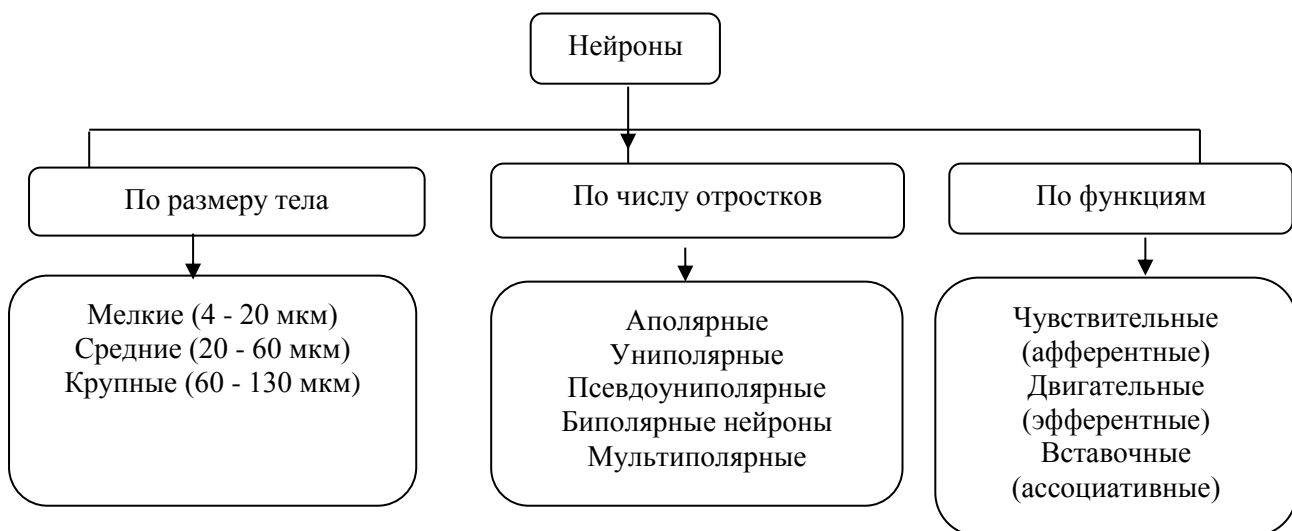 Нейроны
По размеру тела
По числу отростков
По функциям
Мелкие (4 - 20 мкм)
Средние (20 - 60 мкм)
Крупные (60 - 130 мкм)
Аполярные
Униполярные
Псевдоуниполярные
Биполярные нейроны
Мультиполярные
Чувствительные
(афферентные)
Двигательные
(эфферентные)
Вставочные
(ассоциативные)